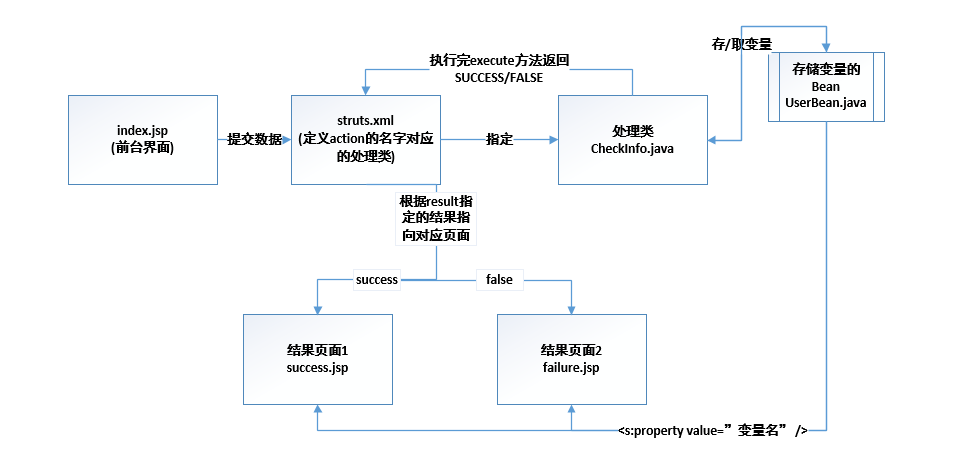 存/取变量
执行完execute方法返回
SUCCESS/FALSE
存储变量的
Bean
UserBean.java
index.jsp
(前台界面)
提交数据
struts.xml
(定义action的名字对应
的处理类)
指定
处理类
CheckInfo.java
根据result指
定的结果指
向对应页面
success
false
结果页面1
success.jsp
结果页面2
failure.jsp
<s:property value=”变量名” />